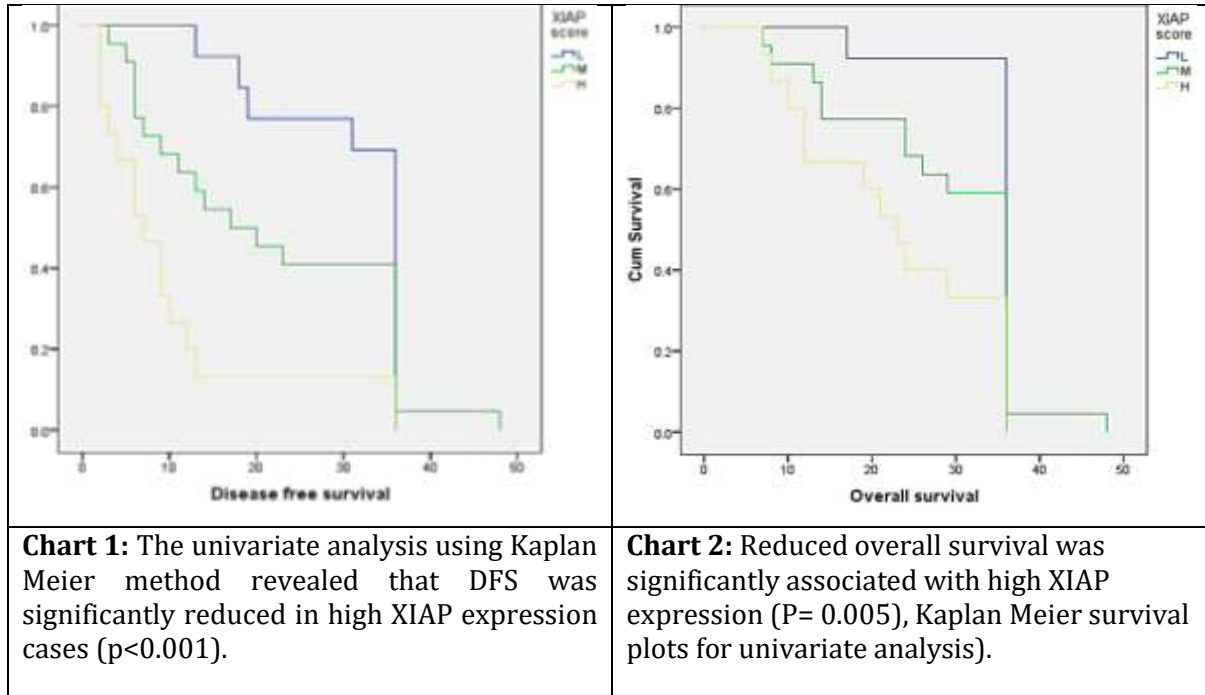 XIAP
score
L
M
H
1.0
0.8
0.6
0.4
0.2
0.0
0 10 20 30 40 50
Disease free survival
Chart 1: The univariate analysis using Kaplan
Meier method revealed that DFS was
significantly reduced in high XIAP expression
cases (p<0.001).
XIAP
score
L
M
H
Cum Survival
1.0
0.8
0.6
0.4
0.2
0.0
0 10 20 30 40 50
Overall survival
Chart 2: Reduced overall survival was
significantly associated with high XIAP
expression (P= 0.005), Kaplan Meier survival
plots for univariate analysis).